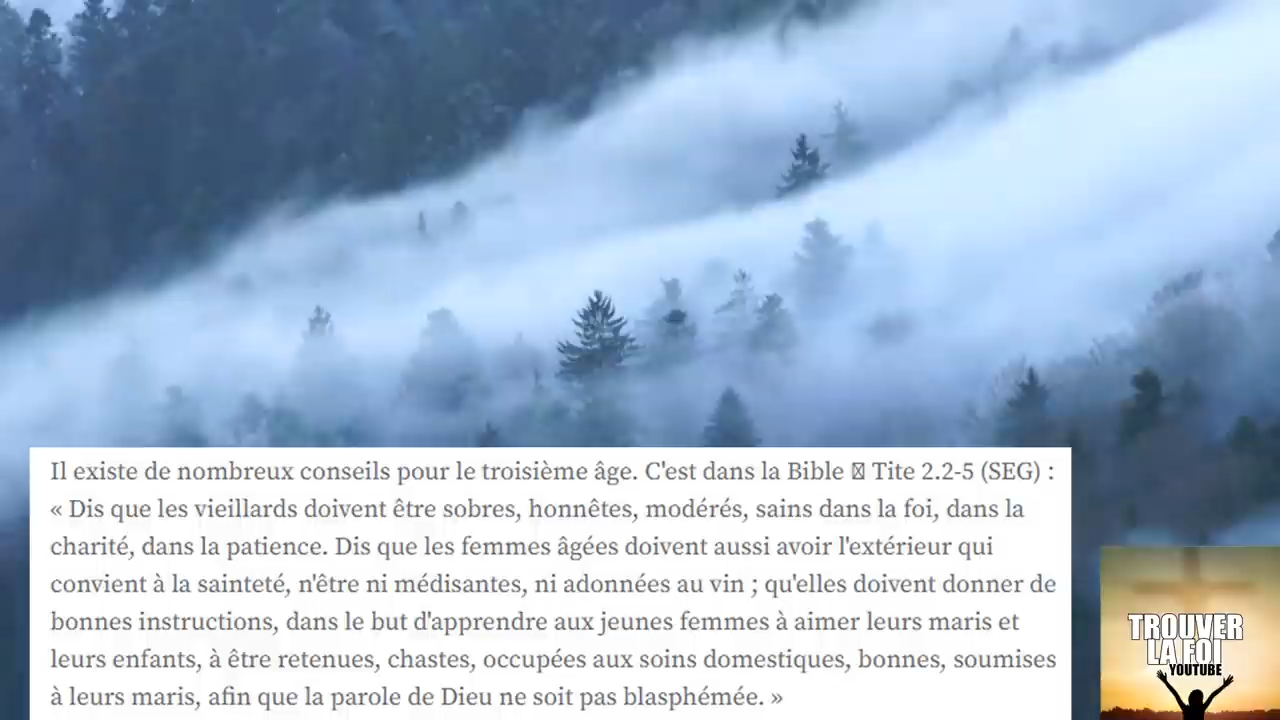 Il existe de nombreux conseils pour le troisième âge. C'est dans la Bible Tite 2.2-5 (SEG) :
« Dis que les vieillards doivent être sobres, honnêtes, modérés, sains dans la foi, dans la
charité, dans la patience. Dis que les femmes âgées doivent aussi avoir l'extérieur qui
convient à la sainteté, n'être ni médisantes, ni adonnées au vin ; qu'elles doivent donner de
bonnes instructions, dans le but d'apprendre aux jeunes femmes à aimer leurs maris et
leurs enfants, à être retenues, chastes, occupées aux soins domestiques, bonnes, soumises
à leurs maris, afin que la parole de Dieu ne soit pas blasphémée. »
TROUVER
LA FOI
YOUTUBE